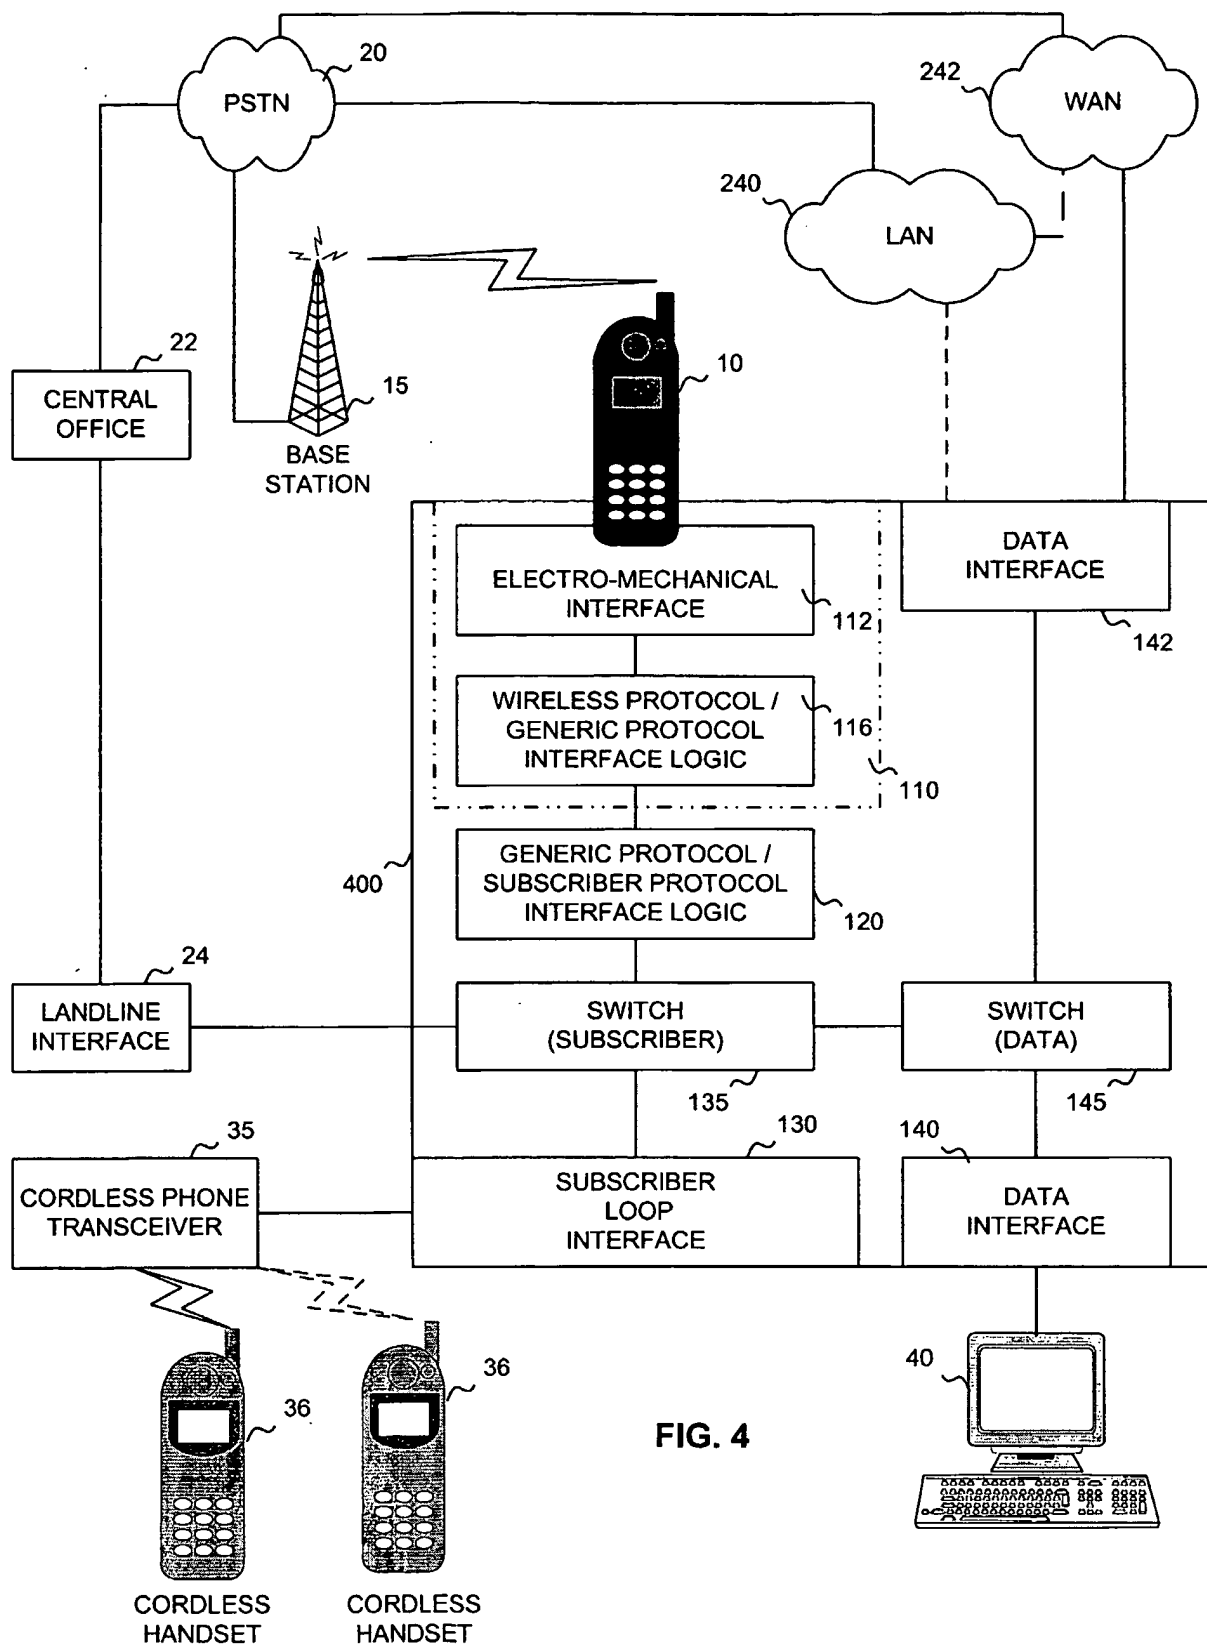 20
PSTN
242
WAN
240
LAN
22
CENTRAL
OFFICE
15
BASE
STATION
10
DATA
INTERFACE
142
ELECTRO-MECHANICAL
INTERFACE
112
WIRELESS PROTOCOL /
GENERIC PROTOCOL
INTERFACE LOGIC
116
110
GENERIC PROTOCOL /
SUBSCRIBER PROTOCOL
INTERFACE LOGIC
120
400
24
LANDLINE
INTERFACE
SWITCH
(SUBSCRIBER)
135
SWITCH
(DATA)
145
35
CORDLESS PHONE
TRANSCEIVER
130
SUBSCRIBER
LOOP
INTERFACE
140
DATA
INTERFACE
36
36
40
FIG. 4
CORDLESS
HANDSET
CORDLESS
HANDSET